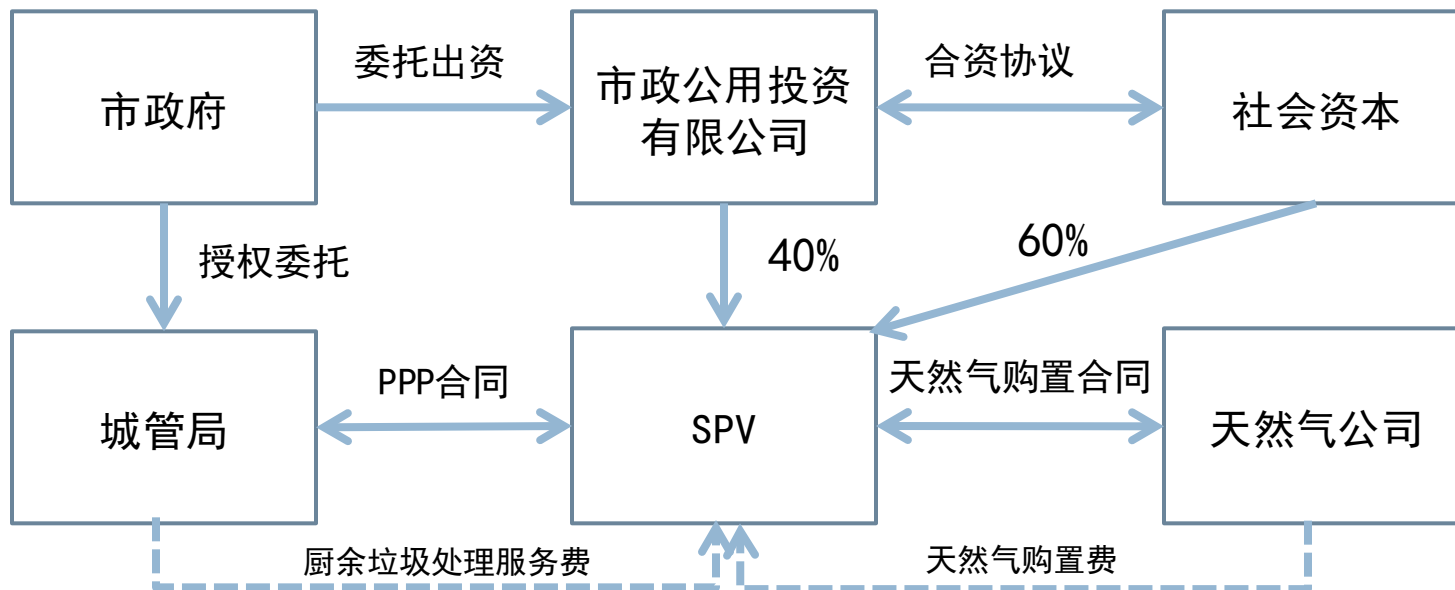 委托出资
合资协议
市政府
市政公用投资
有限公司
社会资本
授权委托
40%
60%
PPP合同
天然气购置合同
城管局
SPV
天然气公司
厨余垃圾处理服务费
天然气购置费